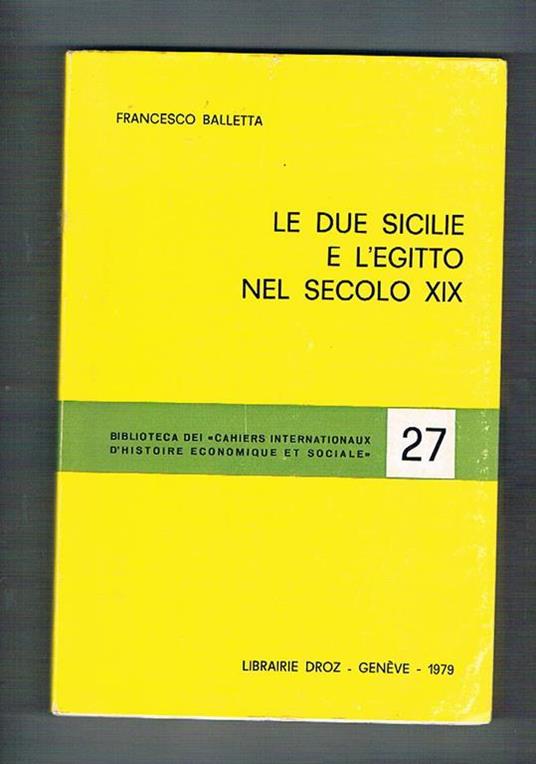 FRANCESCO BALLETTA
LE DUE SICILIE
E L'EGITTO
NEL SECOLO XIX
BIBLIOTECA DEI «CAHIERS INTERNATIONAUX
D'HISTOIRE ECONOMIQUE ET SOCIALE»
27
LIBRAIRIE DROZ - GENÈVE - 1979